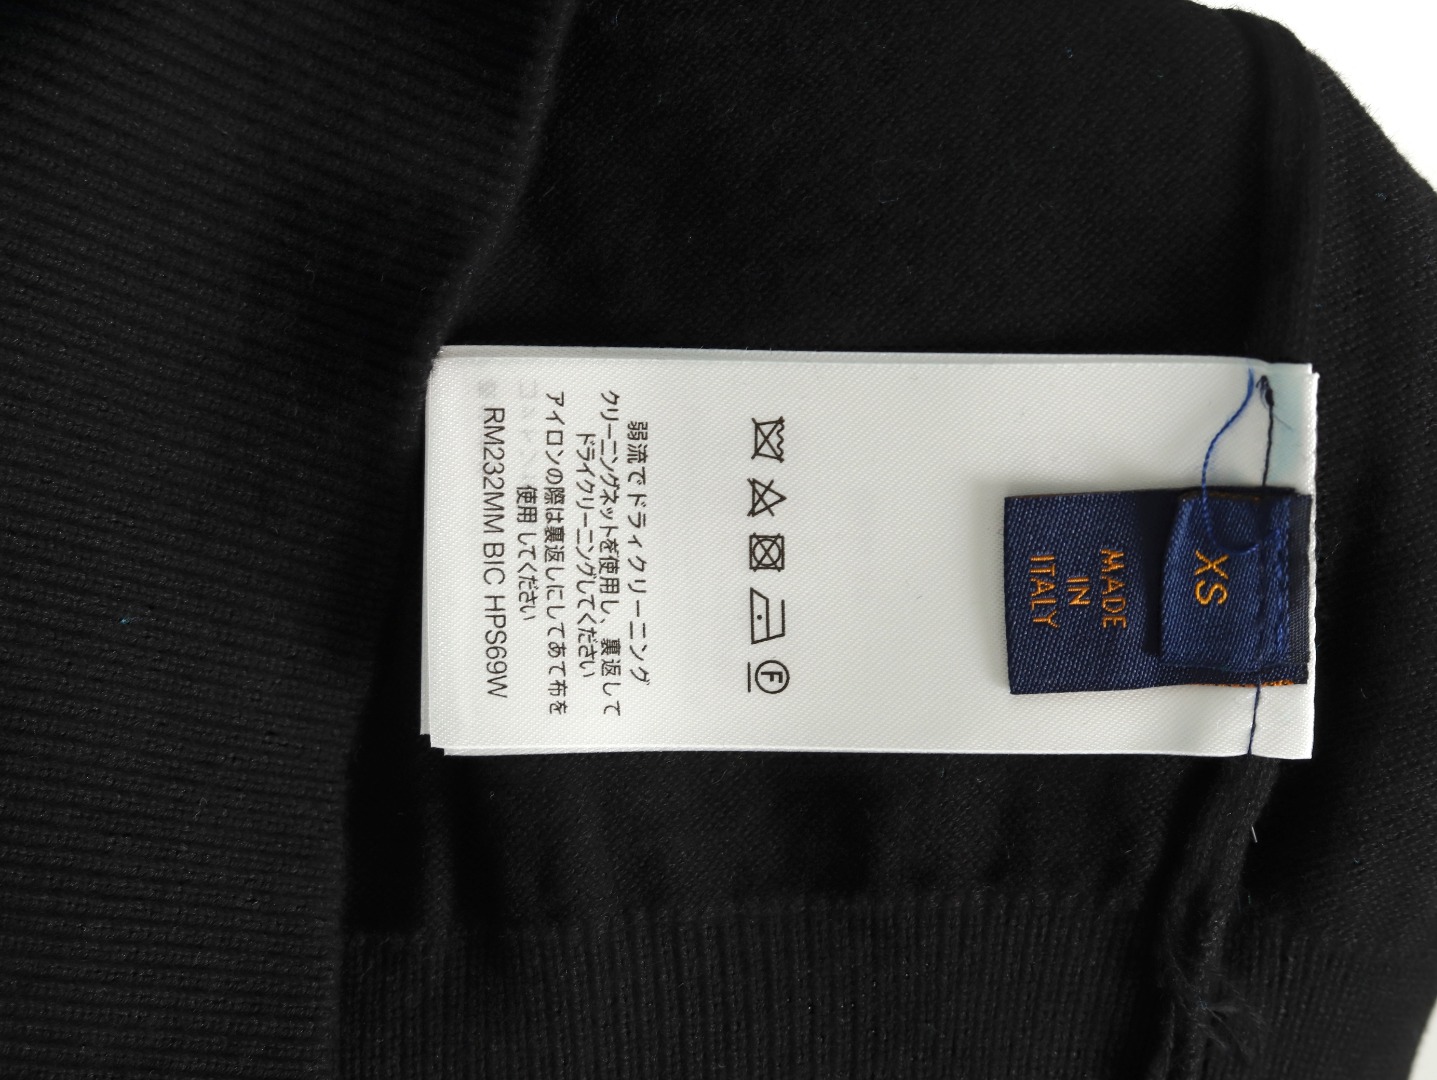 XS
MADE
IN
ITALY
F
弱流で ドライクリーニング
クリーニングネットを使用し、裏返して
ドライクリーニングしてください
アイロンの際は裏返しにしてあて布を
使用 してください
RM232MM BIC HPS69W